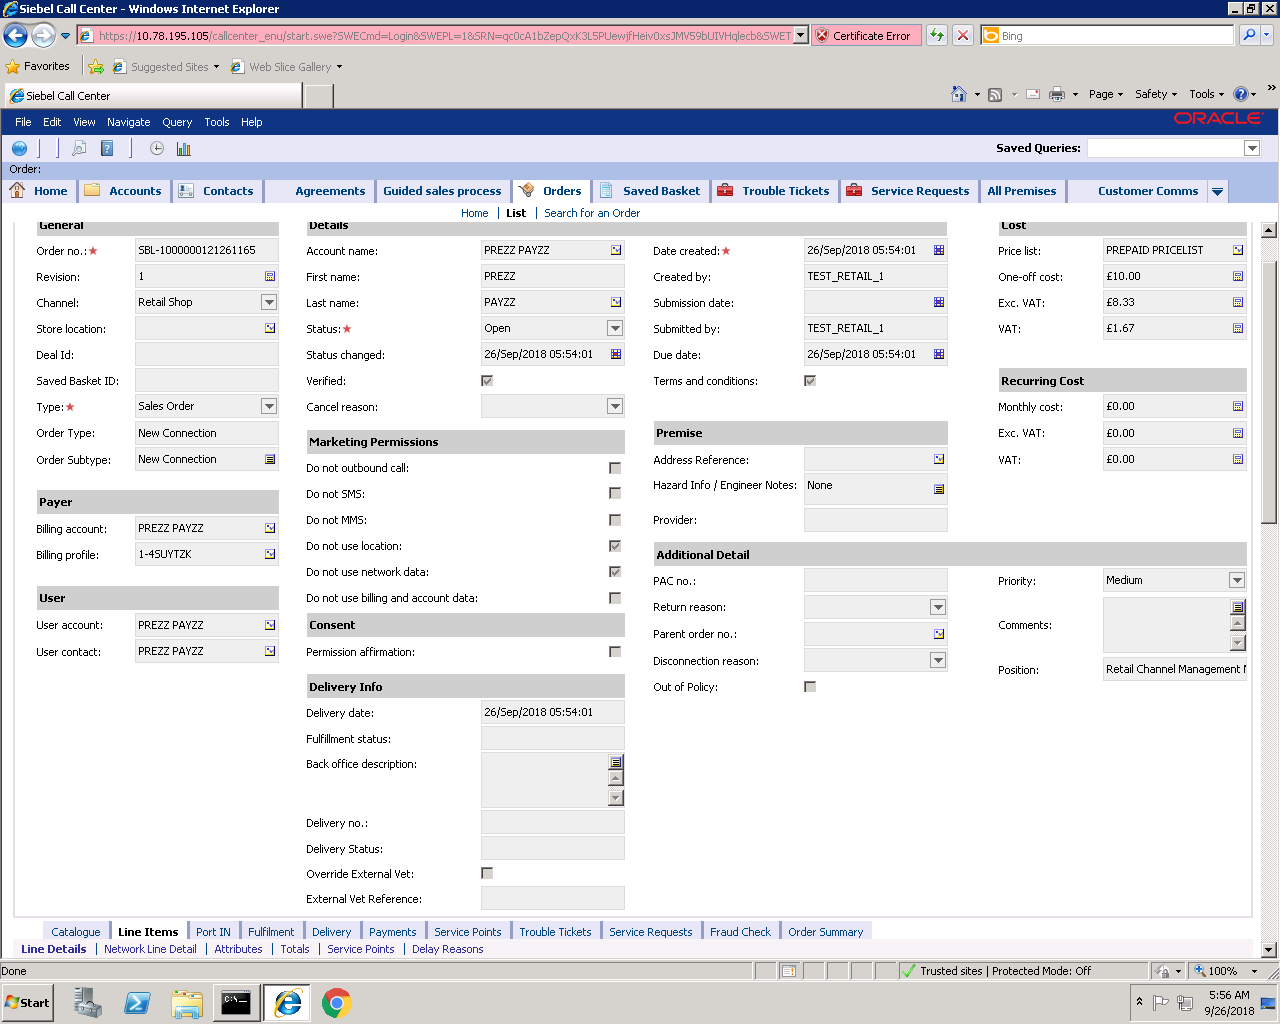 Siebel Call Center - Windows Internet Explorer
https://10.78.195.105/callcenter_enu/start.swe?SWECmd=Login&SWEPL=1&SRN=qc0cA1bZepQxK3L5PUewjfHeiv0xsJMV59bUIVHqlecb&SWET Certificate Error Bing
Favorites Suggested Sites Web Slice Gallery
Siebel Call Center Page Safety Tools »
File Edit View Navigate Query Tools Help ORACLE
Saved Queries:
Order:
Home Accounts Contacts Agreements Guided sales process Orders Saved Basket Trouble Tickets Service Requests All Premises Customer Comms
Home List Search for an Order
General Details Cost
Order no.: SBL-1000000121261165 Account name: PREZZ PAYZZ Date created: 26/Sep/2018 05:54:01 Price list: PREPAID PRICELIST
Revision: 1 First name: PREZZ Created by: TEST_RETAIL_1 One-off cost: £10.00
Channel: Retail Shop Last name: PAYZZ Submission date: Exc. VAT: £8.33
Store location: Status: Open Submitted by: TEST_RETAIL_1 VAT: £1.67
Deal Id: Status changed: 26/Sep/2018 05:54:01 Due date: 26/Sep/2018 05:54:01
Saved Basket ID: Verified: Terms and conditions: Recurring Cost
Type: Sales Order Cancel reason: Monthly cost: £0.00
Order Type: New Connection Marketing Permissions Premise Exc. VAT: £0.00
Order Subtype: New Connection Do not outbound call: Address Reference: VAT: £0.00
Do not SMS: Hazard Info / Engineer Notes: None
Payer
Billing account: PREZZ PAYZZ Do not MMS: Provider:
Billing profile: 1-4SUYTZK Do not use location: Additional Detail
Do not use network data: PAC no.: Priority: Medium
User Do not use billing and account data: Return reason:
User account: PREZZ PAYZZ Consent Parent order no.: Comments:
User contact: PREZZ PAYZZ Permission affirmation: Disconnection reason:
Position: Retail Channel Management
Delivery Info Out of Policy:
Delivery date: 26/Sep/2018 05:54:01
Fulfillment status:
Back office description:
Delivery no.:
Delivery Status:
Override External Vet:
External Vet Reference:
Catalogue Line Items Port IN Fulfilment Delivery Payments Service Points Trouble Tickets Service Requests Fraud Check Order Summary
Line Details Network Line Detail Attributes Totals Service Points Delay Reasons
Done Trusted sites | Protected Mode: Off 100%
Start C:\ 5:56 AM
9/26/2018